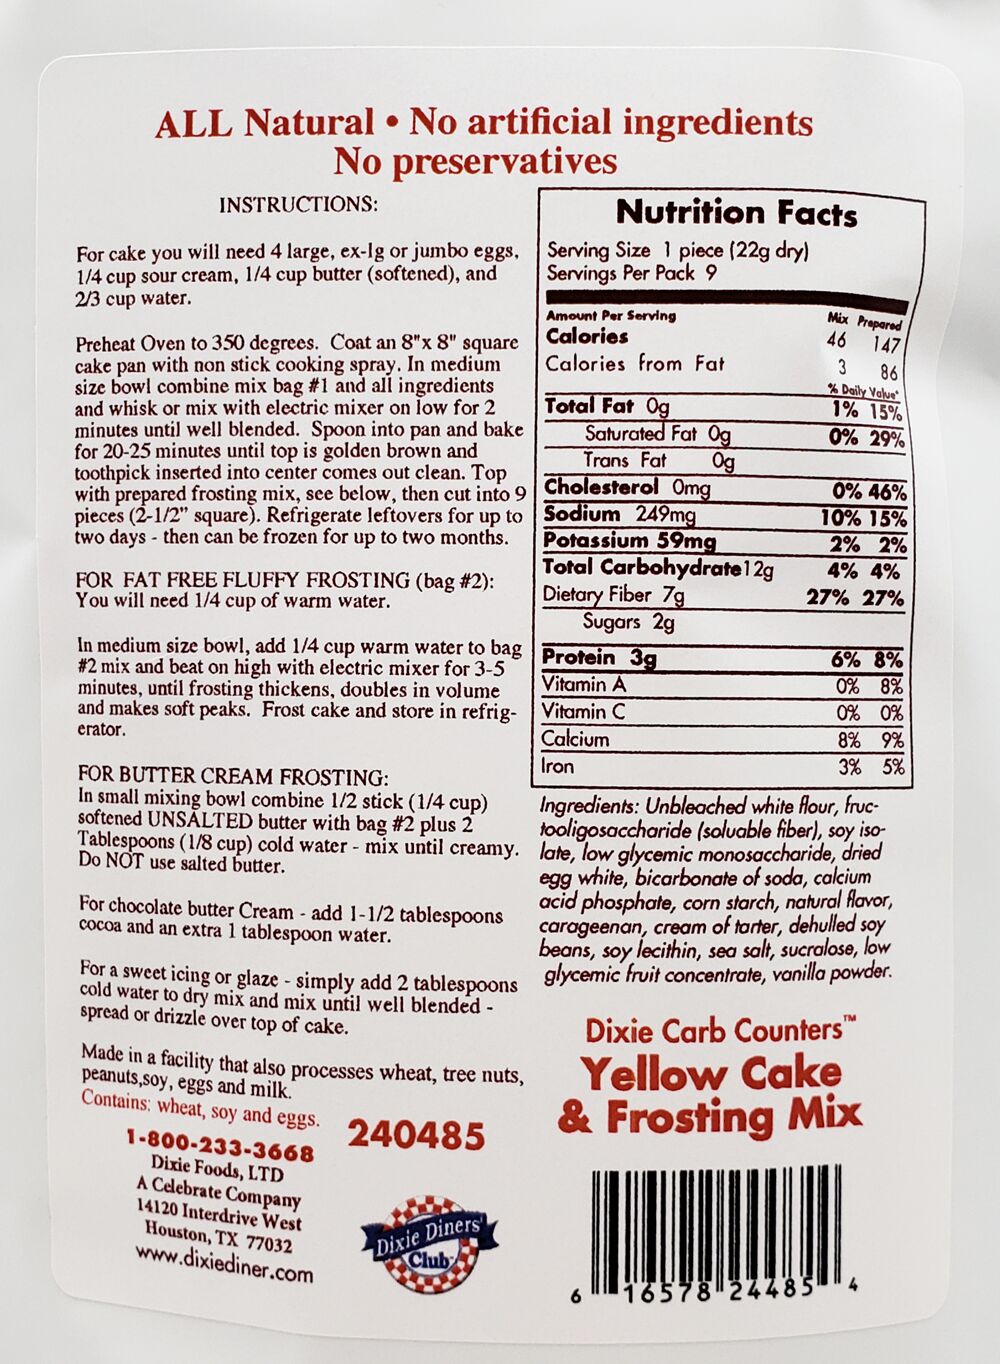 ALL Natural • No artificial ingredients
No preservatives
INSTRUCTIONS:
For cake you will need 4 large, ex-lg or jumbo eggs,
1/4 cup sour cream, 1/4 cup butter (softened), and
2/3 cup water.
Preheat Oven to 350 degrees. Coat an 8"x 8" square
cake pan with non stick cooking spray. In medium
size bowl combine mix bag #1 and all ingredients
and whisk or mix with electric mixer on low for 2
minutes until well blended. Spoon into pan and bake
for 20-25 minutes until top is golden brown and
toothpick inserted into center comes out clean. Top
with prepared frosting mix, see below, then cut into 9
pieces (2-1/2” square). Refrigerate leftovers for up to
two days - then can be frozen for up to two months.
FOR FAT FREE FLUFFY FROSTING (bag #2):
You will need 1/4 cup of warm water.
In medium size bowl, add 1/4 cup warm water to bag
#2 mix and beat on high with electric mixer for 3-5
minutes, until frosting thickens, doubles in volume
and makes soft peaks. Frost cake and store in refrig-
erator.
FOR BUTTER CREAM FROSTING:
In small mixing bowl combine 1/2 stick (1/4 cup)
softened UNSALTED butter with bag #2 plus 2
Tablespoons (1/8 cup) cold water - mix until creamy.
Do NOT use salted butter.
For chocolate butter Cream - add 1-1/2 tablespoons
cocoa and an extra 1 tablespoon water.
For a sweet icing or glaze - simply add 2 tablespoons
cold water to dry mix and mix until well blended -
spread or drizzle over top of cake.
Made in a facility that also processes wheat, tree nuts,
peanuts,soy, eggs and milk.
Contains: wheat, soy and eggs.
1-800-233-3668
Dixie Foods, LTD
A Celebrate Company
14120 Interdrive West
Houston, TX 77032
www.dixiediner.com
240485
Dixie Diners'
Club
Nutrition Facts
Serving Size 1 piece (22g dry)
Servings Per Pack 9
Amount Per Serving Mix Prepared
Calories 46 147
Calories from Fat 3 86
% Daily Value*
Total Fat 0g 1% 15%
Saturated Fat 0g 0% 29%
Trans Fat 0g
Cholesterol 0mg 0% 46%
Sodium 249mg 10% 15%
Potassium 59mg 2% 2%
Total Carbohydrate12g 4% 4%
Dietary Fiber 7g 27% 27%
Sugars 2g
Protein 3g 6% 8%
Vitamin A 0% 8%
Vitamin C 0% 0%
Calcium 8% 9%
Iron 3% 5%
Ingredients: Unbleached white flour, fruc-
tooligosaccharide (soluable fiber), soy iso-
late, low glycemic monosaccharide, dried
egg white, bicarbonate of soda, calcium
acid phosphate, corn starch, natural flavor,
carageenan, cream of tarter, dehulled soy
beans, soy lecithin, sea salt, sucralose, low
glycemic fruit concentrate, vanilla powder.
Dixie Carb Counters™
Yellow Cake
& Frosting Mix
6 16578 24485 4